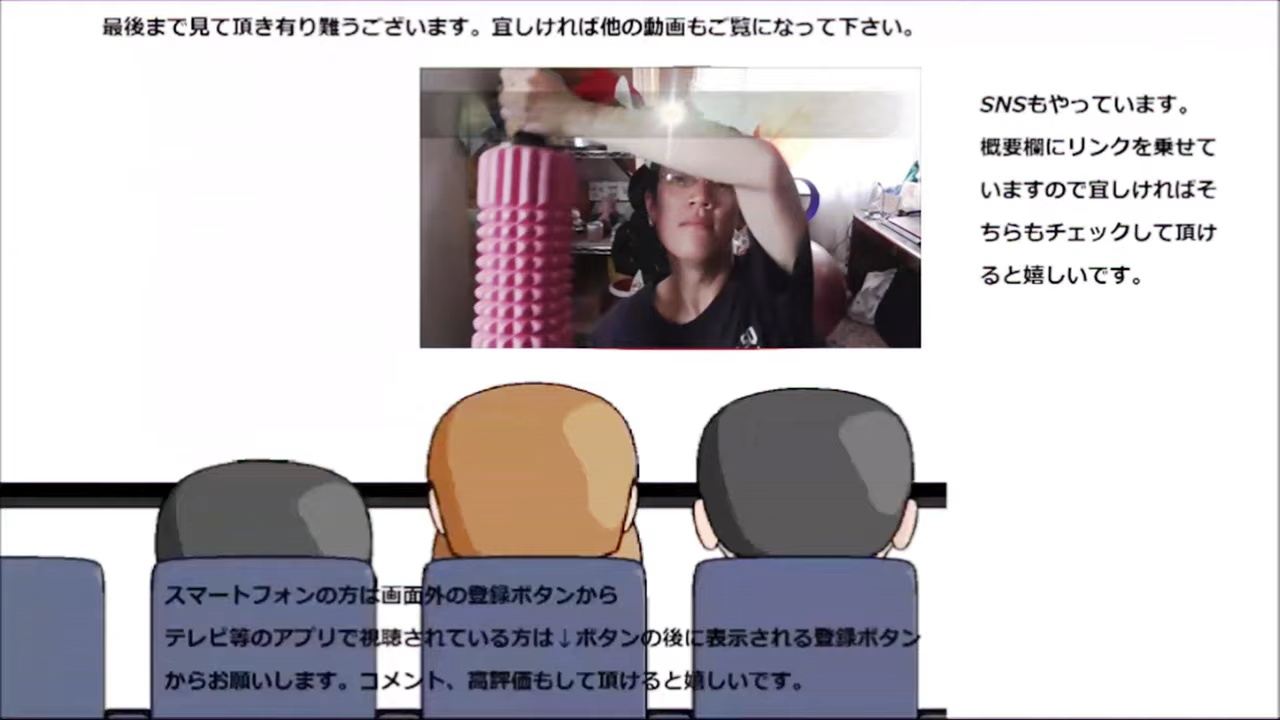 最後まで見て頂き有り難うございます。宜しければ他の動画もご覧になって下さい。
SNSもやっています。
概要欄にリンクを乗せて
いますので宜しければそ
ちらもチェックして頂け
ると嬉しいです。
スマートフォンの方は画面外の登録ボタンから
テレビ等のアプリで視聴されている方は↓ボタンの後に表示される登録ボタン
からお願いします。コメント、高評価もして頂けると嬉しいです。